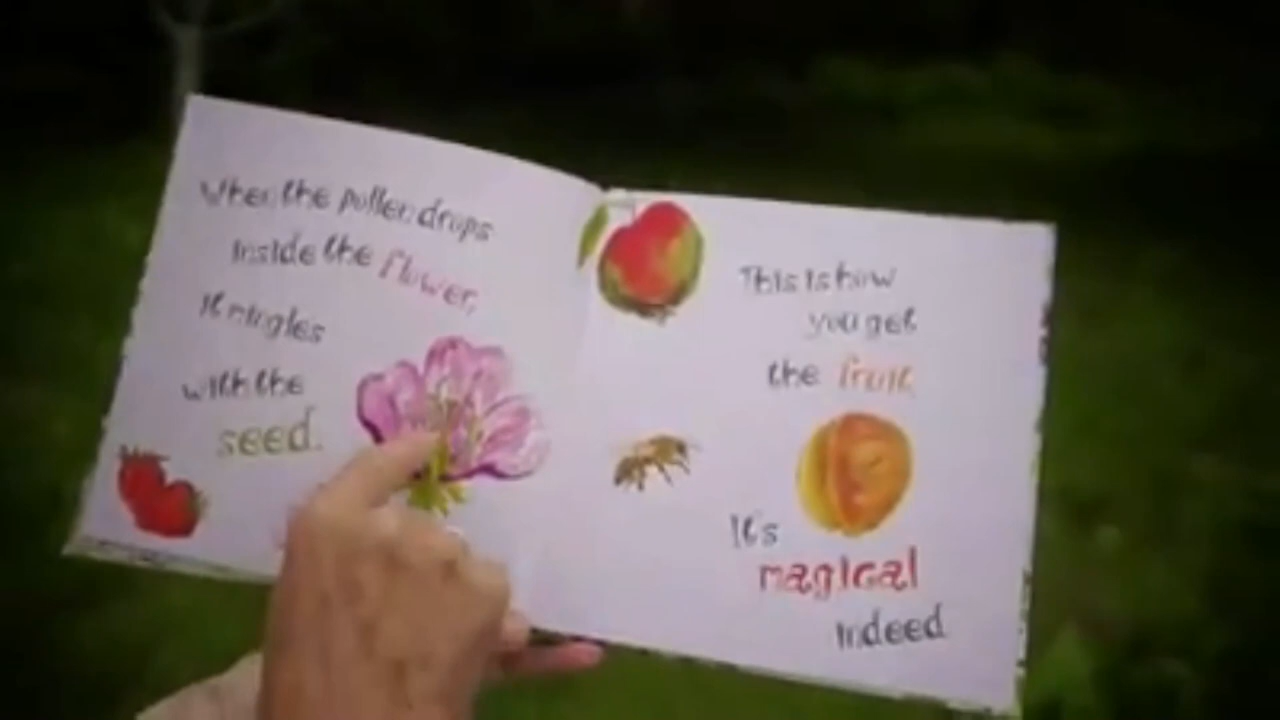 When the pollen drops
inside the flower,
it mingles
with the
seed.
This is how
you get
the fruit.
It's
magical
indeed